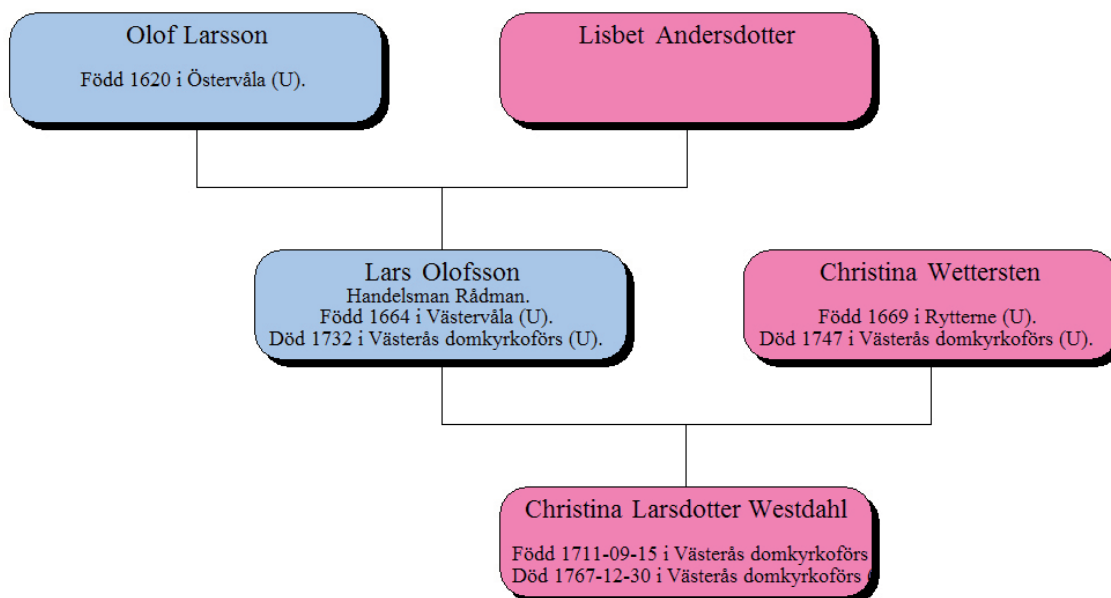 Olof Larsson
Född 1620 i Östervåla (U).
Lisbet Andersdotter
Lars Olofsson
Handelsman Rådman.
Född 1664 i Västervåla (U).
Död 1732 i Västerås domkyrkoförs (U).
Christina Wettersten
Född 1669 i Rytterne (U).
Död 1747 i Västerås domkyrkoförs (U).
Christina Larsdotter Westdahl
Född 1711-09-15 i Västerås domkyrkoförs
Död 1767-12-30 i Västerås domkyrkoförs (